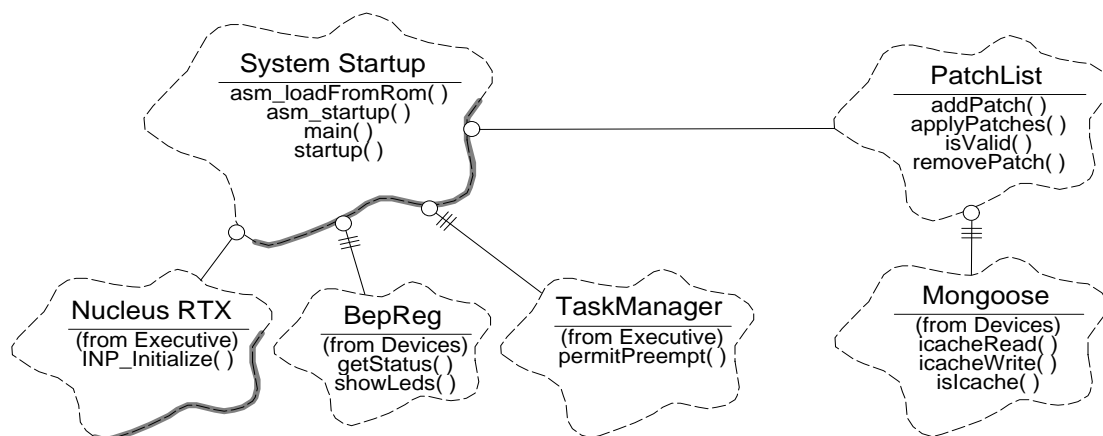 System Startup
asm_loadFromRom( )
asm_startup( )
main( )
startup( )
PatchList
addPatch( )
applyPatches( )
isValid( )
removePatch( )
Nucleus RTX
(from Executive)
INP_Initialize( )
BepReg
(from Devices)
getStatus( )
showLeds( )
TaskManager
(from Executive)
permitPreempt( )
Mongoose
(from Devices)
icacheRead( )
icacheWrite( )
isIcache( )